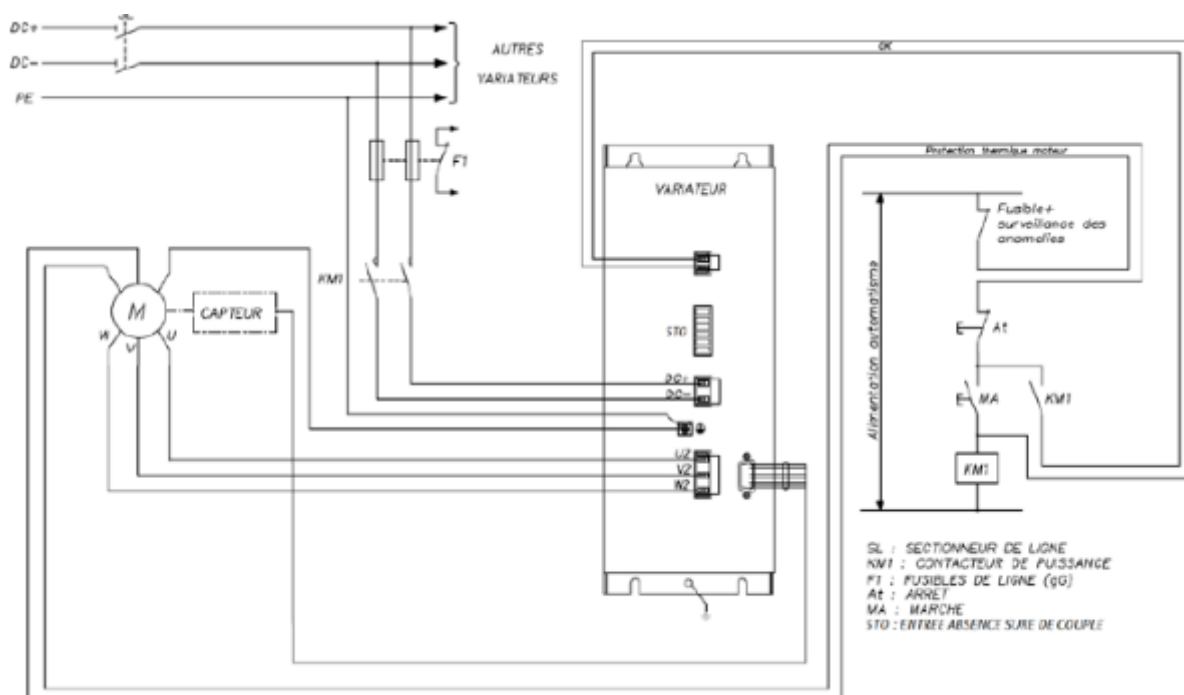 SL
DC+
DC-
PE
AUTRES
VARIATEURS
OK
F1
Protection thermique moteur
VARIATEUR
Fusible+
surveillance des
anomalies
KM1
M
CAPTEUR
W
V
U
STO
At
Alimentation automatisme
DC+
DC-
MA
KM1
U2
V2
W2
KM1
SL : SECTIONNEUR DE LIGNE
KM1 : CONTACTEUR DE PUISSANCE
F1 : FUSIBLES DE LIGNE (gG)
At : ARRET
MA : MARCHE
STO : ENTREE ABSENCE SURE DE COUPLE